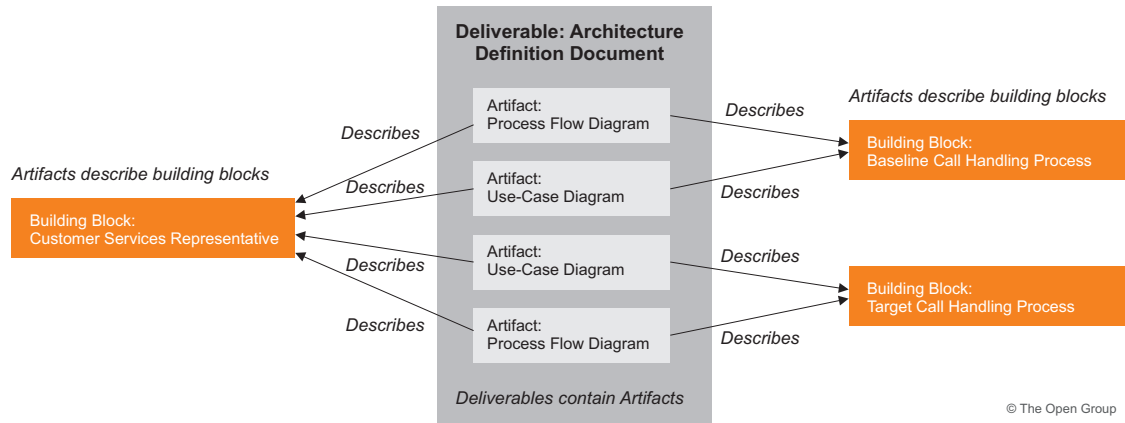 Deliverable: Architecture
Definition Document
Artifact:
Process Flow Diagram
Artifacts describe building blocks
Describes
Describes
Building Block:
Baseline Call Handling Process
Artifacts describe building blocks
Describes
Artifact:
Use-Case Diagram
Describes
Building Block:
Customer Services Representative
Artifact:
Use-Case Diagram
Describes
Describes
Building Block:
Target Call Handling Process
Describes
Artifact:
Process Flow Diagram
Describes
Deliverables contain Artifacts
© The Open Group